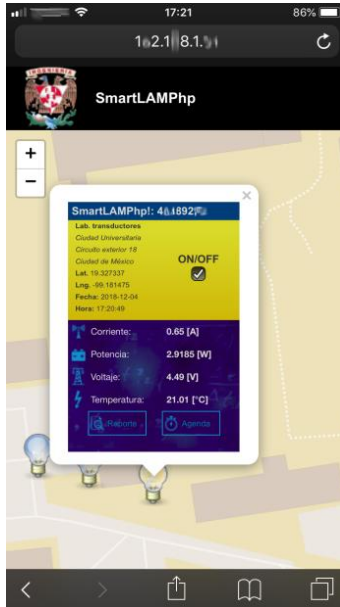 17:21
86%
SmartLAMPhp
+
−
×
SmartLAMPhp!:
Lab. transductores
Ciudad Universitaria
Circuito exterior 18
Ciudad de México
Lat. 19.327337
Lng. -99.181475
Fecha: 2018-12-04
Hora: 17:20:49
ON/OFF
Corriente: 0.65 [A]
Potencia: 2.9185 [W]
Voltaje: 4.49 [V]
Temperatura: 21.01 [°C]
Reporte
Agenda